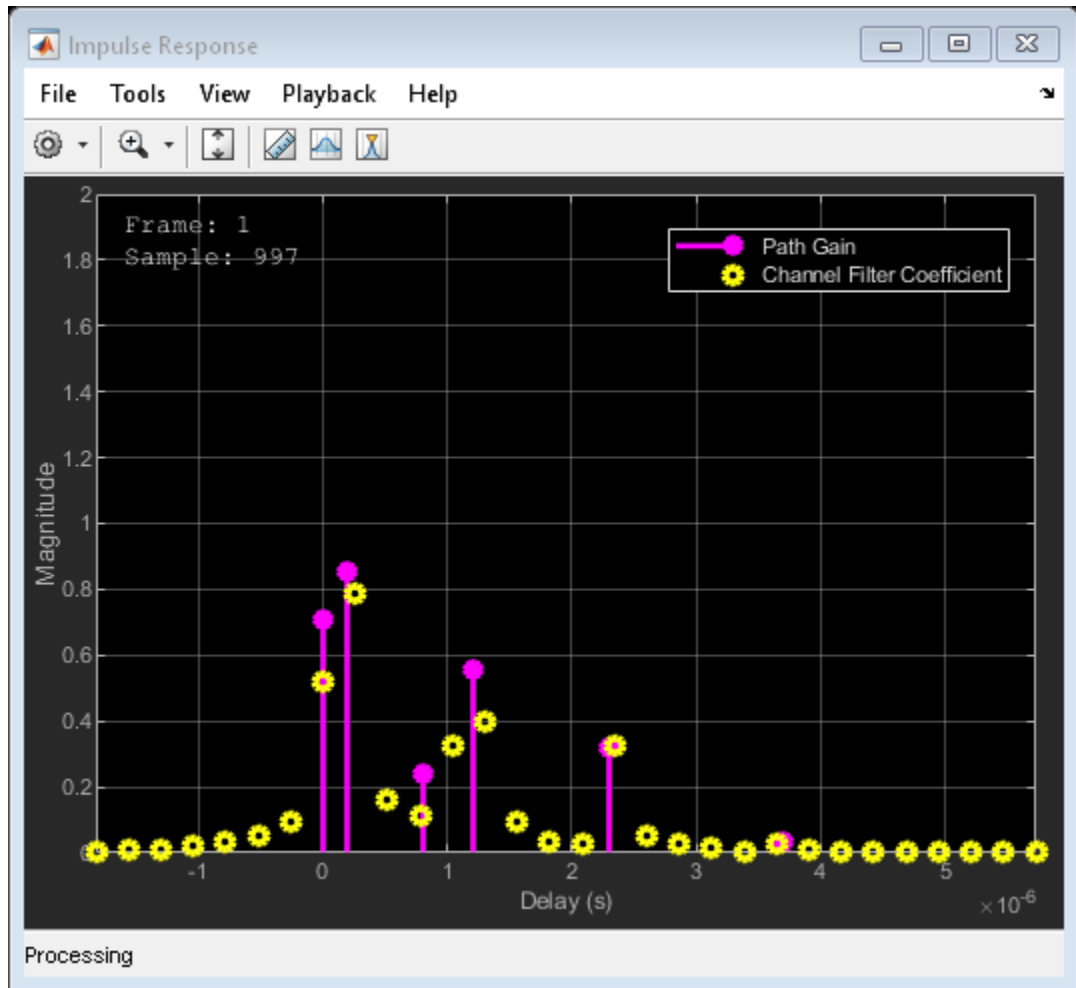 Impulse Response
File Tools View Playback Help
Frame: 1
Sample: 997
Path Gain
Channel Filter Coefficient
2
1.8
1.6
1.4
1.2
1
0.8
0.6
0.4
0.2
0
Magnitude
-1 0 1 2 3 4 5
Delay (s)
×10-6
Processing